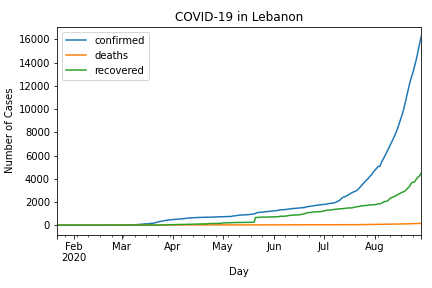 COVID-19 in Lebanon
confirmed
deaths
recovered
Number of Cases
16000
14000
12000
10000
8000
6000
4000
2000
0
Feb Mar Apr May Jun Jul Aug
2020
Day